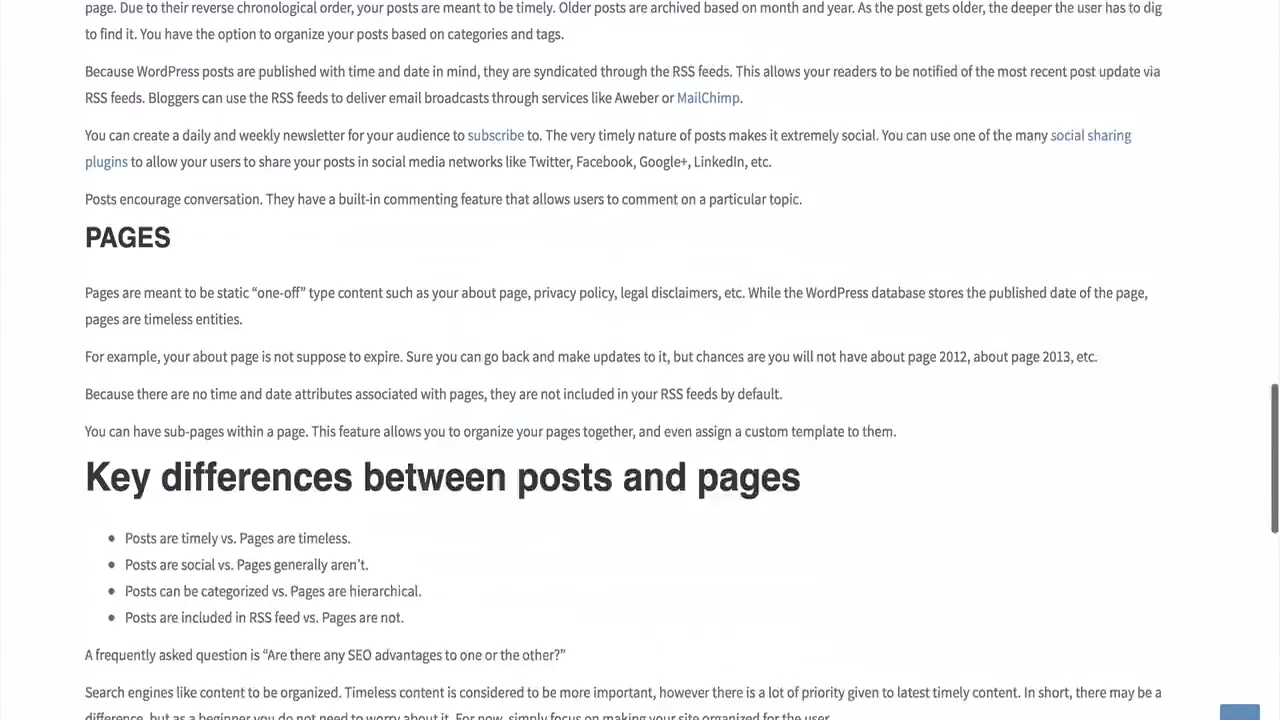 page. Due to their reverse chronological order, your posts are meant to be timely. Older posts are archived based on month and year. As the post gets older, the deeper the user has to dig
to find it. You have the option to organize your posts based on categories and tags.
Because WordPress posts are published with time and date in mind, they are syndicated through the RSS feeds. This allows your readers to be notified of the most recent post update via
RSS feeds. Bloggers can use the RSS feeds to deliver email broadcasts through services like Aweber or MailChimp.
You can create a daily and weekly newsletter for your audience to subscribe to. The very timely nature of posts makes it extremely social. You can use one of the many social sharing
plugins to allow your users to share your posts in social media networks like Twitter, Facebook, Google+, LinkedIn, etc.
Posts encourage conversation. They have a built-in commenting feature that allows users to comment on a particular topic.
PAGES
Pages are meant to be static “one-off” type content such as your about page, privacy policy, legal disclaimers, etc. While the WordPress database stores the published date of the page,
pages are timeless entities.
For example, your about page is not suppose to expire. Sure you can go back and make updates to it, but chances are you will not have about page 2012, about page 2013, etc.
Because there are no time and date attributes associated with pages, they are not included in your RSS feeds by default.
You can have sub-pages within a page. This feature allows you to organize your pages together, and even assign a custom template to them.
Key differences between posts and pages
• Posts are timely vs. Pages are timeless.
• Posts are social vs. Pages generally aren’t.
• Posts can be categorized vs. Pages are hierarchical.
• Posts are included in RSS feed vs. Pages are not.
A frequently asked question is “Are there any SEO advantages to one or the other?”
Search engines like content to be organized. Timeless content is considered to be more important, however there is a lot of priority given to latest timely content. In short, there may be a
difference, but as a beginner you do not need to worry about it. For now, simply focus on making your site organized for the user.